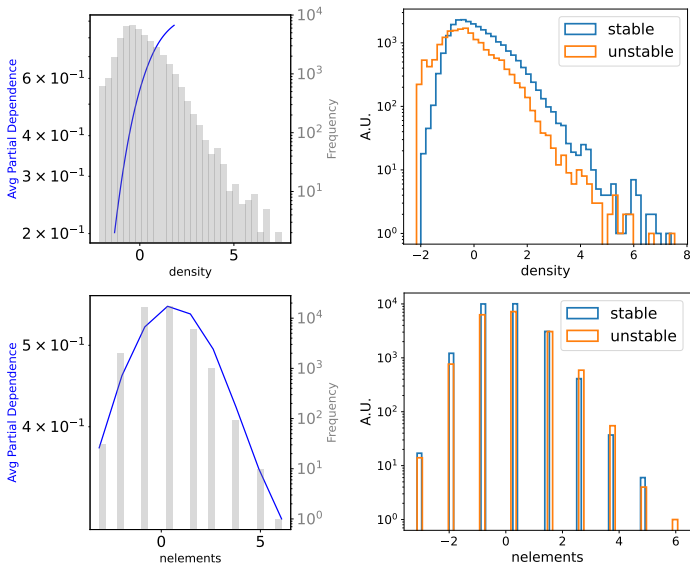 Avg Partial Dependence
6 × 10⁻¹
4 × 10⁻¹
3 × 10⁻¹
2 × 10⁻¹
0 5
density
10⁴
10³
10²
10¹
Frequency
A.U.
10³
10²
10¹
10⁰
−2 0 2 4 6 8
density
stable
unstable
Avg Partial Dependence
5 × 10⁻¹
4 × 10⁻¹
0 5
nelements
10⁴
10³
10²
10¹
10⁰
Frequency
A.U.
10⁴
10³
10²
10¹
10⁰
−2 0 2 4 6
nelements
stable
unstable